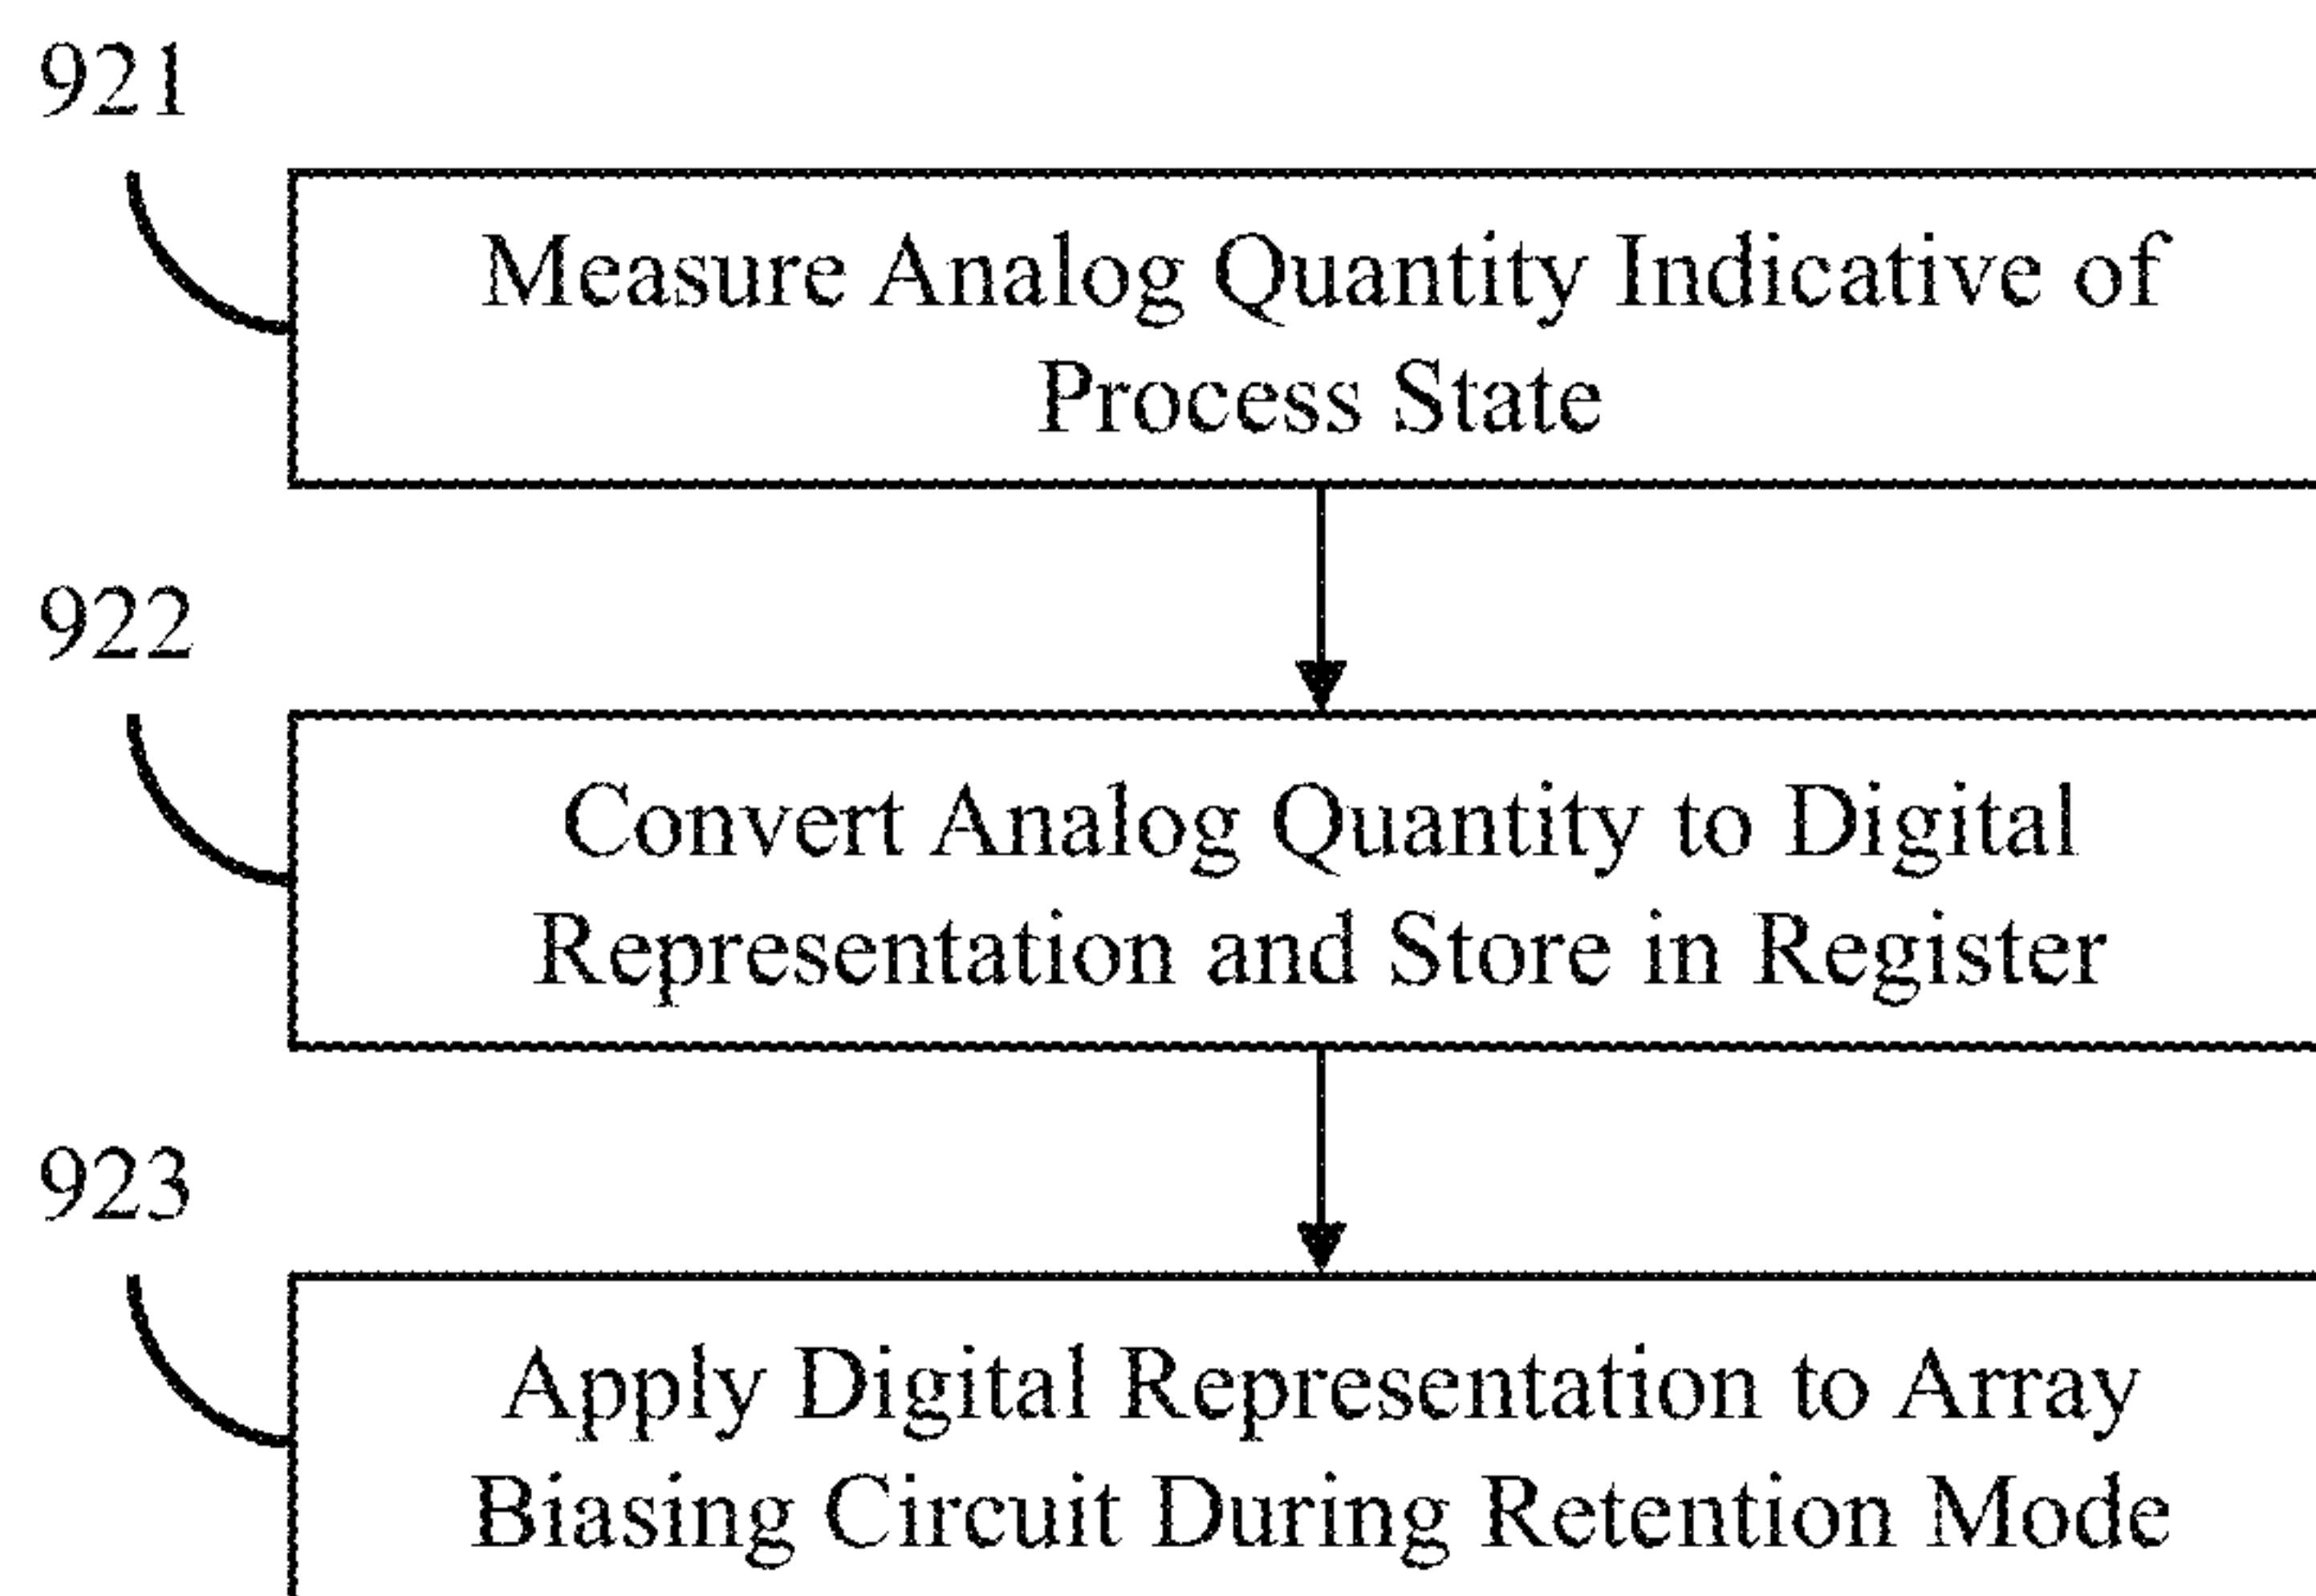 921
Measure Analog Quantity Indicative of
Process State
922
Convert Analog Quantity to Digital
Representation and Store in Register
923
Apply Digital Representation to Array
Biasing Circuit During Retention Mode